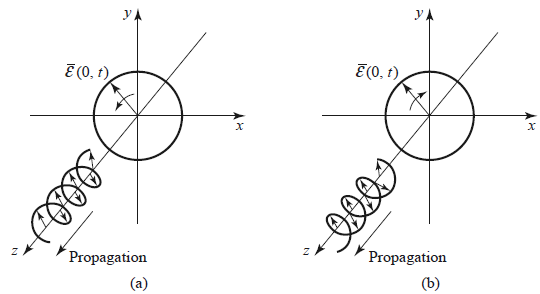 y
ℰ̅ (0, t)
x
z
Propagation
(a)
y
ℰ̅ (0, t)
x
z
Propagation
(b)